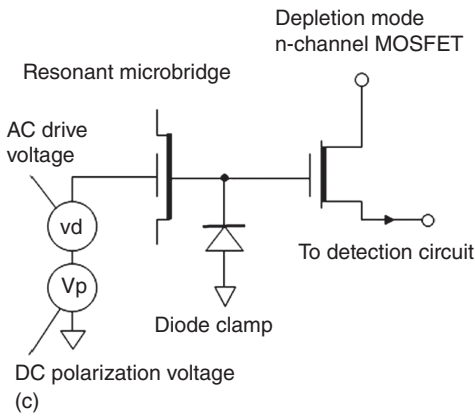 Depletion mode
n-channel MOSFET
Resonant microbridge
AC drive
voltage
vd
Vp
To detection circuit
Diode clamp
DC polarization voltage
(c)